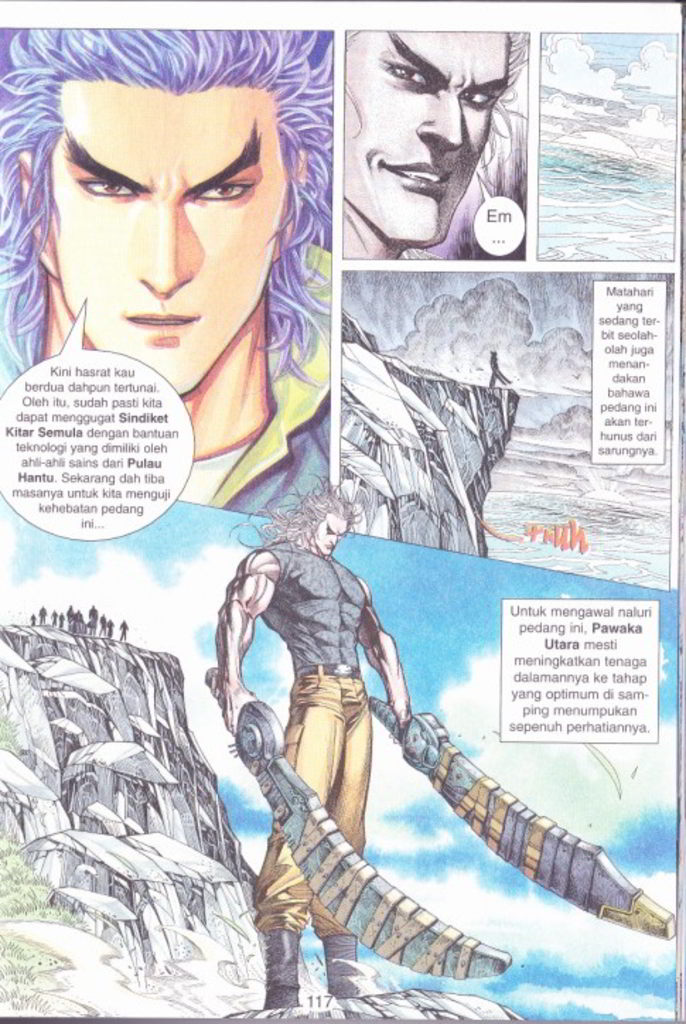 Kini hasrat kau
berdua dahpun tertunai.
Oleh itu, sudah pasti kita
dapat menggugat Sindiket
Kitar Semula dengan bantuan
teknologi yang dimiliki oleh
ahli-ahli sains dari Pulau
Hantu. Sekarang dah tiba
masanya untuk kita menguji
kehebatan pedang
ini...
Em
...
Matahari
yang
sedang ter-
bit seolah-
olah juga
menan-
dakan
bahawa
pedang ini
akan ter-
hunus dari
sarungnya.
Untuk mengawal naluri
pedang ini, Pawaka
Utara mesti
meningkatkan tenaga
dalamannya ke tahap
yang optimum di sam-
ping menumpukan
sepenuh perhatiannya.
117